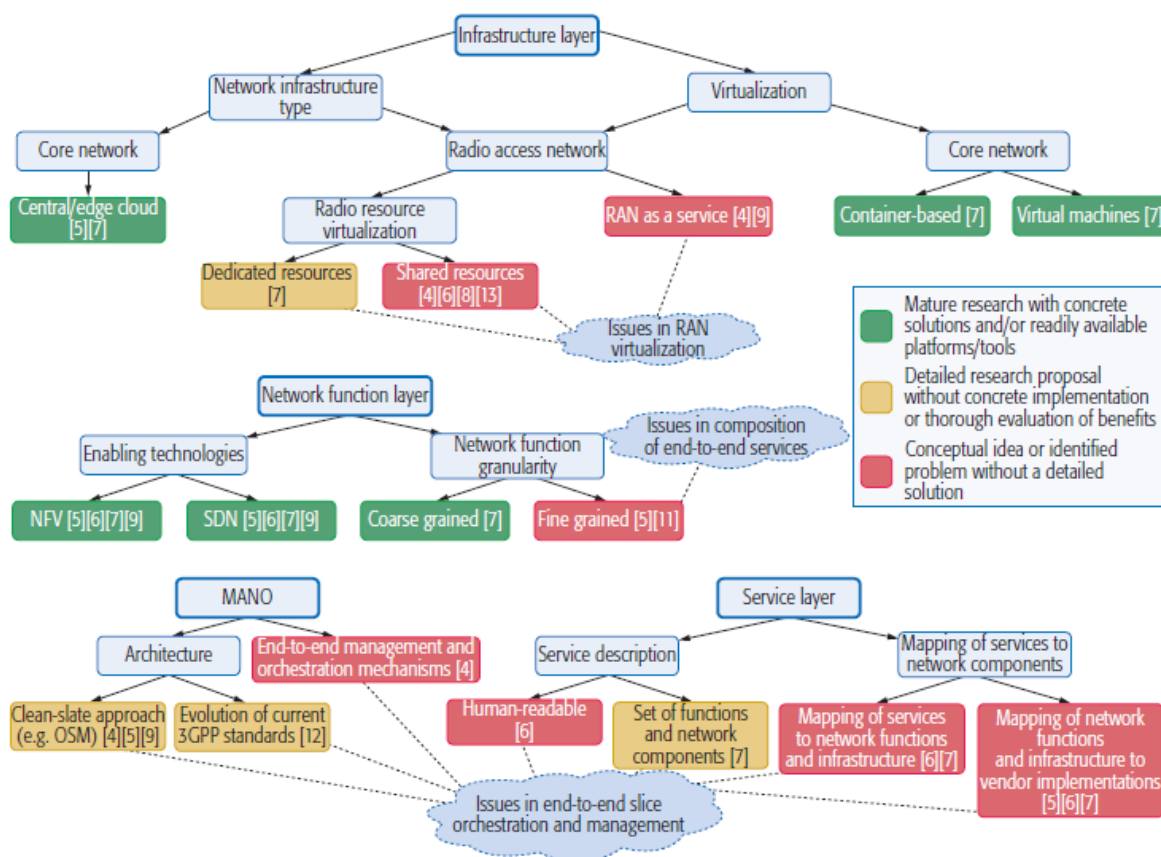 Infrastructure layer
Network infrastructure
type
Virtualization
Core network
Radio access network
Core network
Central/edge cloud
[5][7]
Radio resource
virtualization
RAN as a service [4][9]
Container-based [7]
Virtual machines [7]
Dedicated resources
[7]
Shared resources
[4][6][8][13]
Issues in RAN
virtualization
Mature research with concrete
solutions and/or readily available
platforms/tools
Detailed research proposal
without concrete implementation
or thorough evaluation of benefits
Conceptual idea or identified
problem without a detailed
solution
Network function layer
Enabling technologies
Network function
granularity
Issues in composition
of end-to-end services
NFV [5][6][7][9]
SDN [5][6][7][9]
Coarse grained [7]
Fine grained [5][11]
MANO
Service layer
Architecture
End-to-end management and
orchestration mechanisms [4]
Service description
Mapping of services to
network components
Clean-slate approach
(e.g. OSM) [4][5][9]
Evolution of current
3GPP standards [12]
Human-readable
[6]
Set of functions
and network
components [7]
Mapping of services
to network functions
and infrastructure [6][7]
Mapping of network
functions
and infrastructure to
vendor implementations
[5][6][7]
Issues in end-to-end slice
orchestration and management